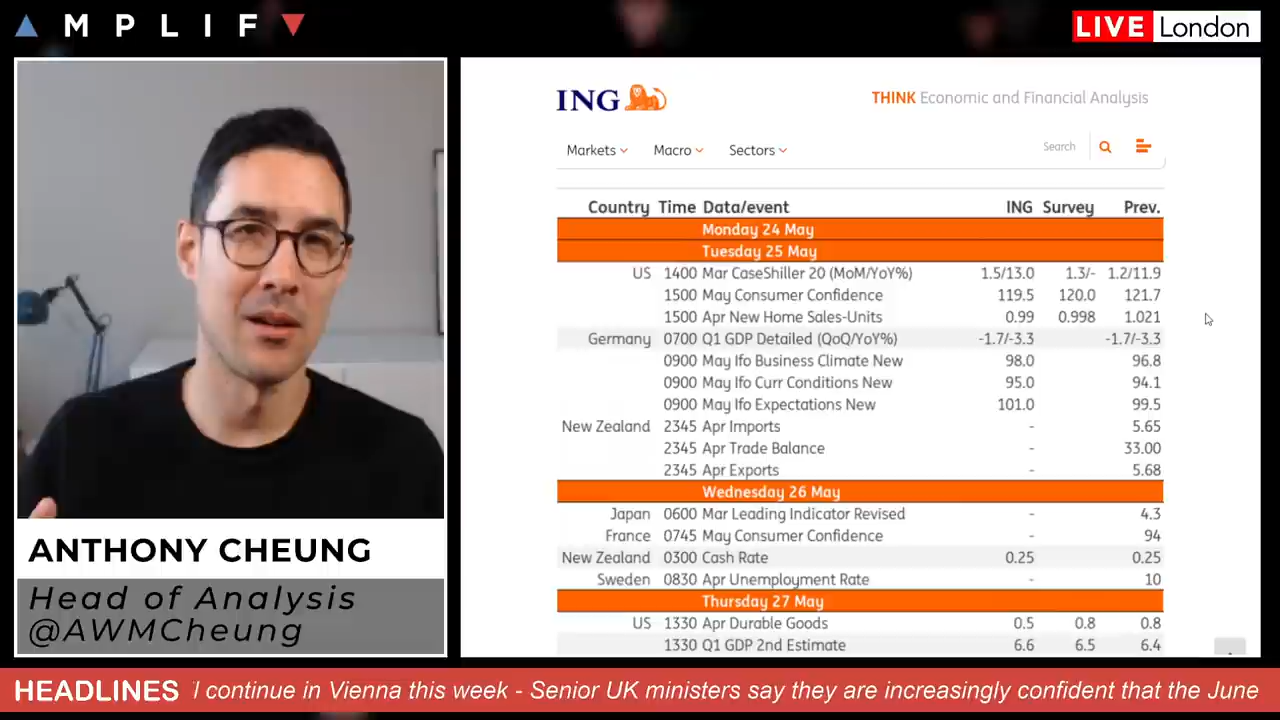 AMPLIFY
LIVE London
ING
THINK Economic and Financial Analysis
Markets Macro Sectors
Search
Country Time Data/event ING Survey Prev.
Monday 24 May
Tuesday 25 May
US 1400 Mar CaseShiller 20 (MoM/YoY%) 1.5/13.0 1.3/- 1.2/11.9
1500 May Consumer Confidence 119.5 120.0 121.7
1500 Apr New Home Sales-Units 0.99 0.998 1.021
Germany 0700 Q1 GDP Detailed (QoQ/YoY%) -1.7/-3.3 -1.7/-3.3
0900 May Ifo Business Climate New 98.0 96.8
0900 May Ifo Curr Conditions New 95.0 94.1
0900 May Ifo Expectations New 101.0 99.5
New Zealand 2345 Apr Imports - 5.65
2345 Apr Trade Balance - 33.00
2345 Apr Exports - 5.68
Wednesday 26 May
Japan 0600 Mar Leading Indicator Revised - 4.3
France 0745 May Consumer Confidence - 94
New Zealand 0300 Cash Rate 0.25 0.25
Sweden 0830 Apr Unemployment Rate - 10
Thursday 27 May
US 1330 Apr Durable Goods 0.5 0.8 0.8
1330 Q1 GDP 2nd Estimate 6.6 6.5 6.4
ANTHONY CHEUNG
Head of Analysis
@AWMCheung
HEADLINES l continue in Vienna this week - Senior UK ministers say they are increasingly confident that the June